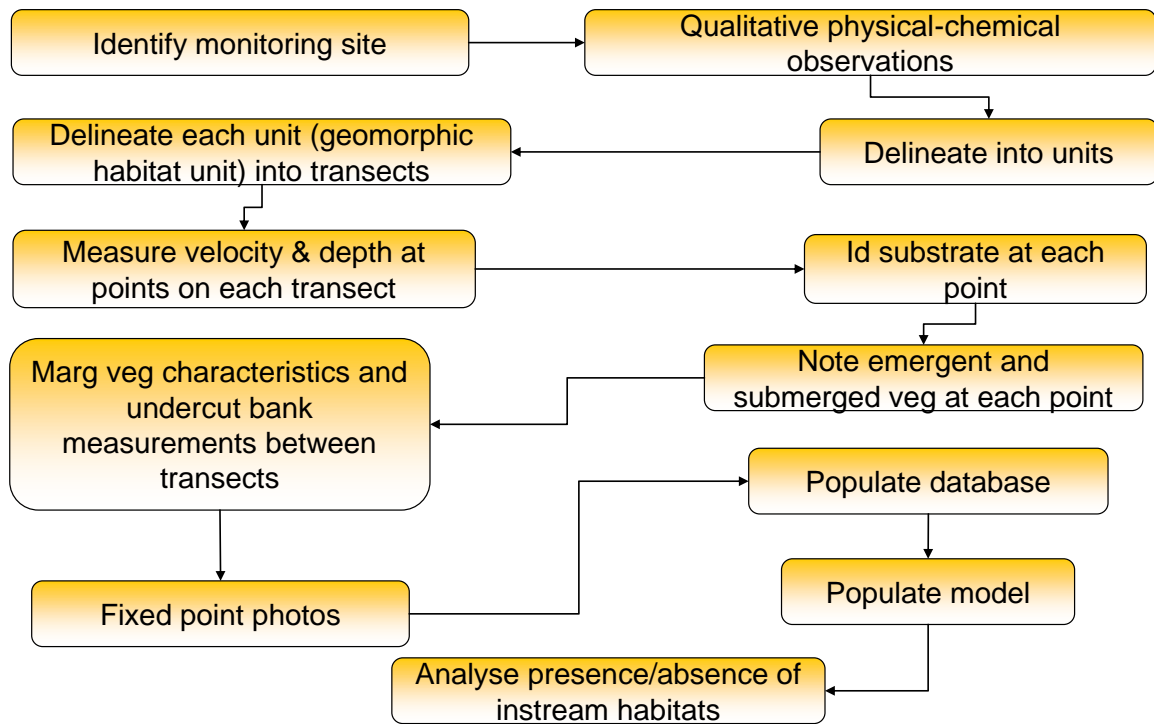 Identify monitoring site
Qualitative physical-chemical
observations
Delineate into units
Delineate each unit (geomorphic
habitat unit) into transects
Measure velocity & depth at
points on each transect
Id substrate at each
point
Note emergent and
submerged veg at each point
Marg veg characteristics and
undercut bank
measurements between
transects
Fixed point photos
Populate database
Populate model
Analyse presence/absence of
instream habitats